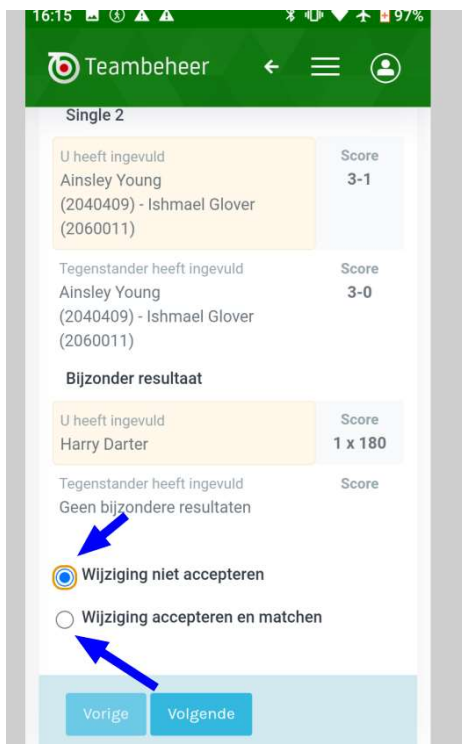 16:15 97%
Teambeheer
Single 2
U heeft ingevuld Score
Ainsley Young 3-1
(2040409) - Ishmael Glover
(2060011)
Tegenstander heeft ingevuld Score
Ainsley Young 3-0
(2040409) - Ishmael Glover
(2060011)
Bijzonder resultaat
U heeft ingevuld Score
Harry Darter 1 x 180
Tegenstander heeft ingevuld Score
Geen bijzondere resultaten
Wijziging niet accepteren
Wijziging accepteren en matchen
Vorige Volgende